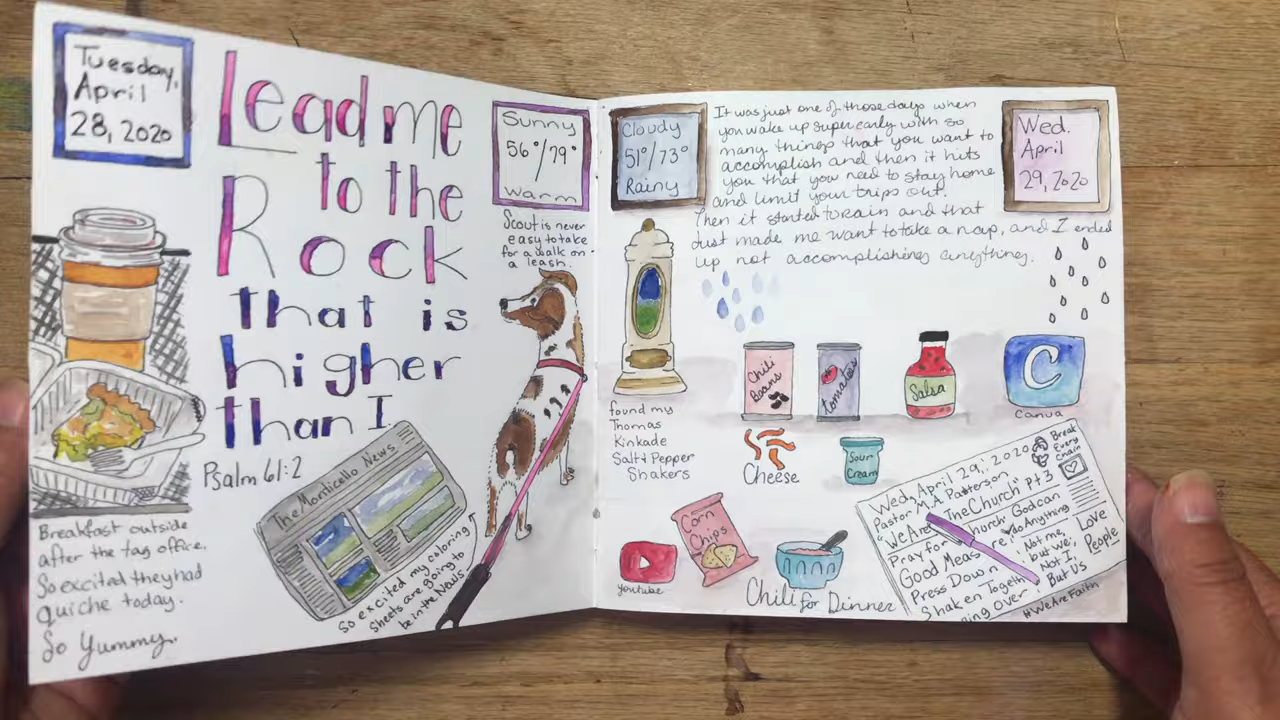 Tuesday,
April
28, 2020
Lead me
to the
Rock
that is
higher
than I
Psalm 61:2
Sunny
56°/79°
Warm
Scout is never
easy to take
for a walk on
a leash.
Breakfast outside
after the tag office.
So excited they had
quiche today.
So Yummy.
The Monticello News
So excited my coloring
sheets are going to
be in the News
Cloudy
51°/73°
Rainy
It was just one of those days when
you wake up super early with so
many things that you want to
accomplish and then it hits
you that you need to stay home
and limit your trips out.
Then it started to rain and that
just made me want to take a nap, and I ended
up not accomplishing anything.
Wed.
April
29, 2020
found my
Thomas
Kinkade
Salt & Pepper
Shakers
Chili
Beans
tomatoes
Salsa
C
Canva
Cheese
Sour
Cream
Corn
Chips
youtube
Chili for Dinner
Wed, April 29, 2020
Pastor M.A. Patterson
"We Are The Church" Pt 3
Pray for Church God can
do Anything
Good Measure
Press Down
Shaken Togeth
ing over
Not me,
but we,
Not I,
But Us
Break
Every
Chain
Love
People
#WeAreFaith